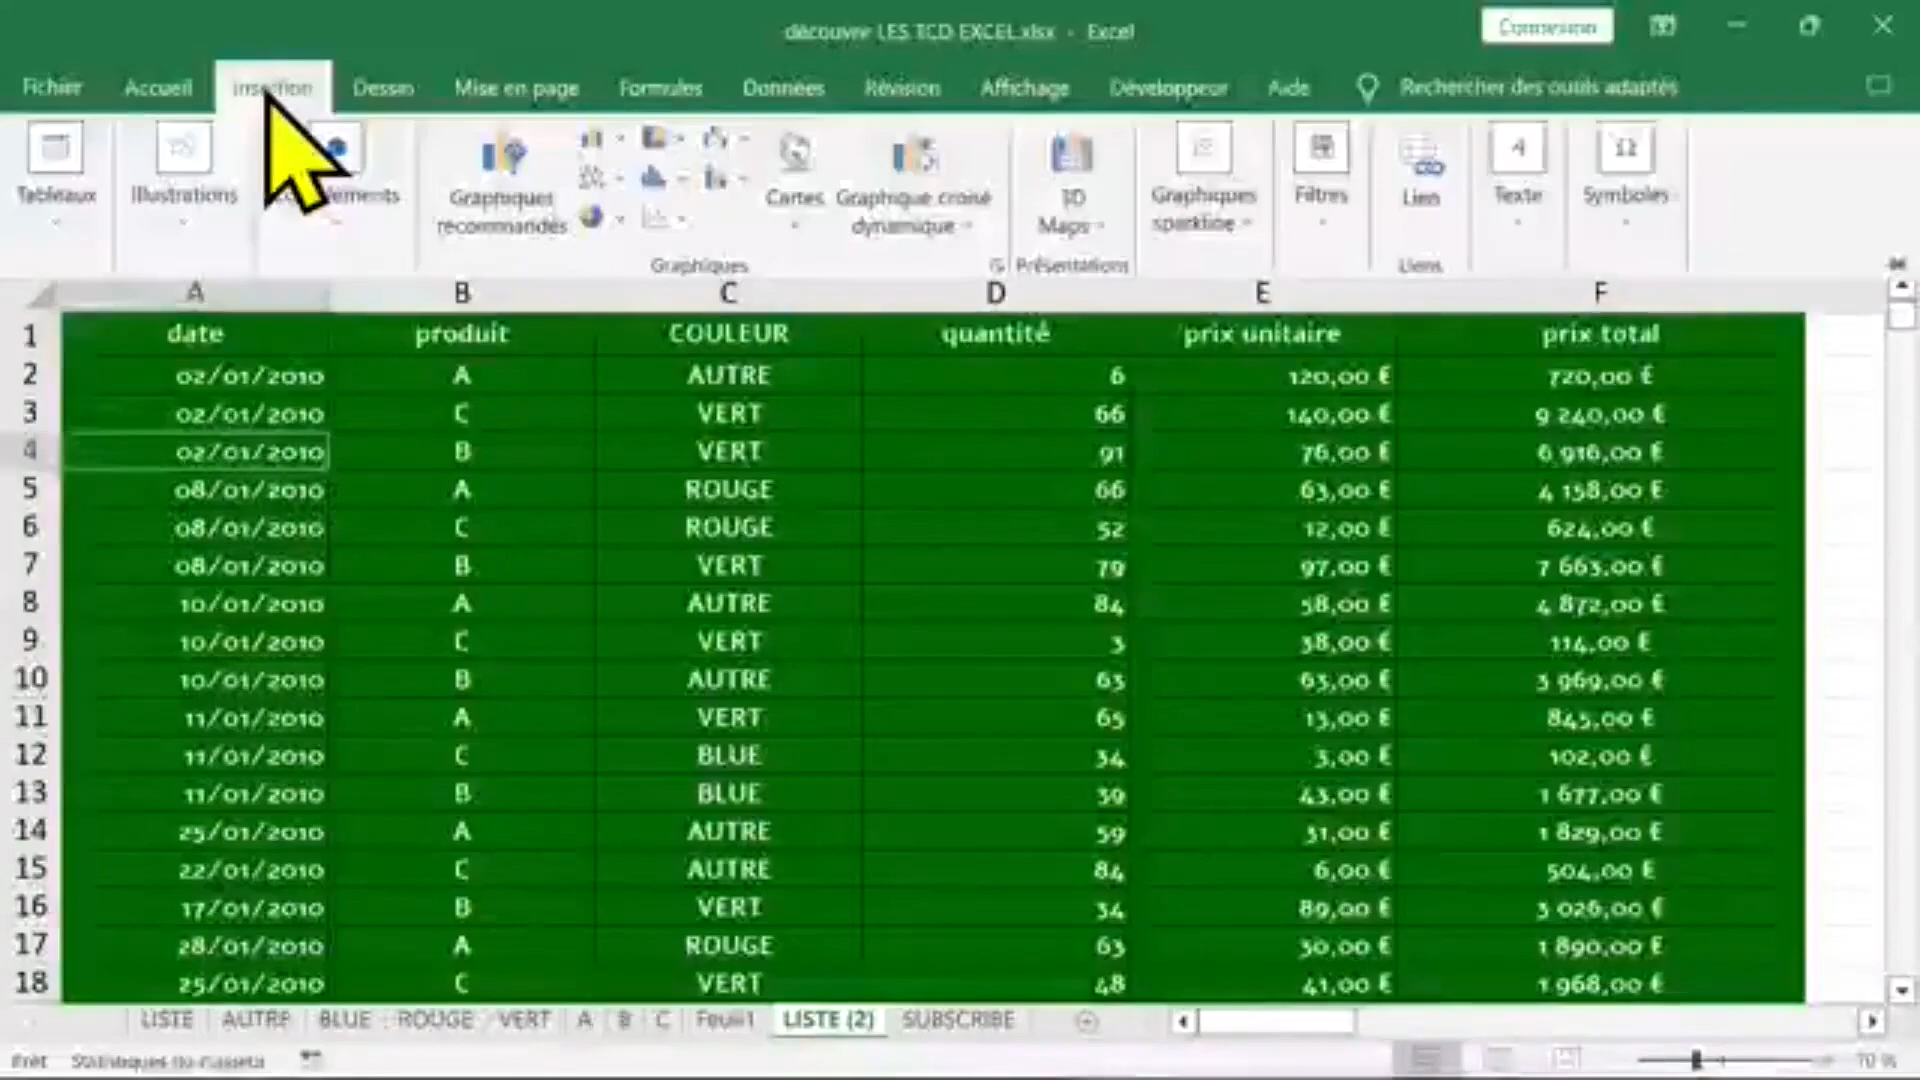 découvrir LES TCD EXCEL.xlsx - Excel
Connexion
Fichier Accueil Insertion Dessin Mise en page Formules Données Révision Affichage Développeur Aide Rechercher des outils adaptés
Tableaux Illustrations Graphiques recommandés Cartes Graphique croisé dynamique 3D Maps Graphiques sparkline Filtres Lien Texte Symboles
Graphiques Présentations Liens
A B C D E F
1 date produit COULEUR quantité prix unitaire prix total
2 02/01/2010 A AUTRE 6 120,00 € 720,00 €
3 02/01/2010 C VERT 66 140,00 € 9 240,00 €
4 02/01/2010 B VERT 91 76,00 € 6 916,00 €
5 08/01/2010 A ROUGE 66 63,00 € 4 158,00 €
6 08/01/2010 C ROUGE 52 12,00 € 624,00 €
7 08/01/2010 B VERT 79 97,00 € 7 663,00 €
8 10/01/2010 A AUTRE 84 58,00 € 4 872,00 €
9 10/01/2010 C VERT 3 38,00 € 114,00 €
10 10/01/2010 B AUTRE 63 63,00 € 3 969,00 €
11 11/01/2010 A VERT 65 13,00 € 845,00 €
12 11/01/2010 C BLUE 34 3,00 € 102,00 €
13 11/01/2010 B BLUE 39 43,00 € 1 677,00 €
14 25/01/2010 A AUTRE 59 31,00 € 1 829,00 €
15 22/01/2010 C AUTRE 84 6,00 € 504,00 €
16 17/01/2010 B VERT 34 89,00 € 3 026,00 €
17 28/01/2010 A ROUGE 63 30,00 € 1 890,00 €
18 25/01/2010 C VERT 48 41,00 € 1 968,00 €
LISTE AUTRE BLUE ROUGE VERT A B C Feuil1 LISTE (2) SUBSCRIBE
Prêt 70 %